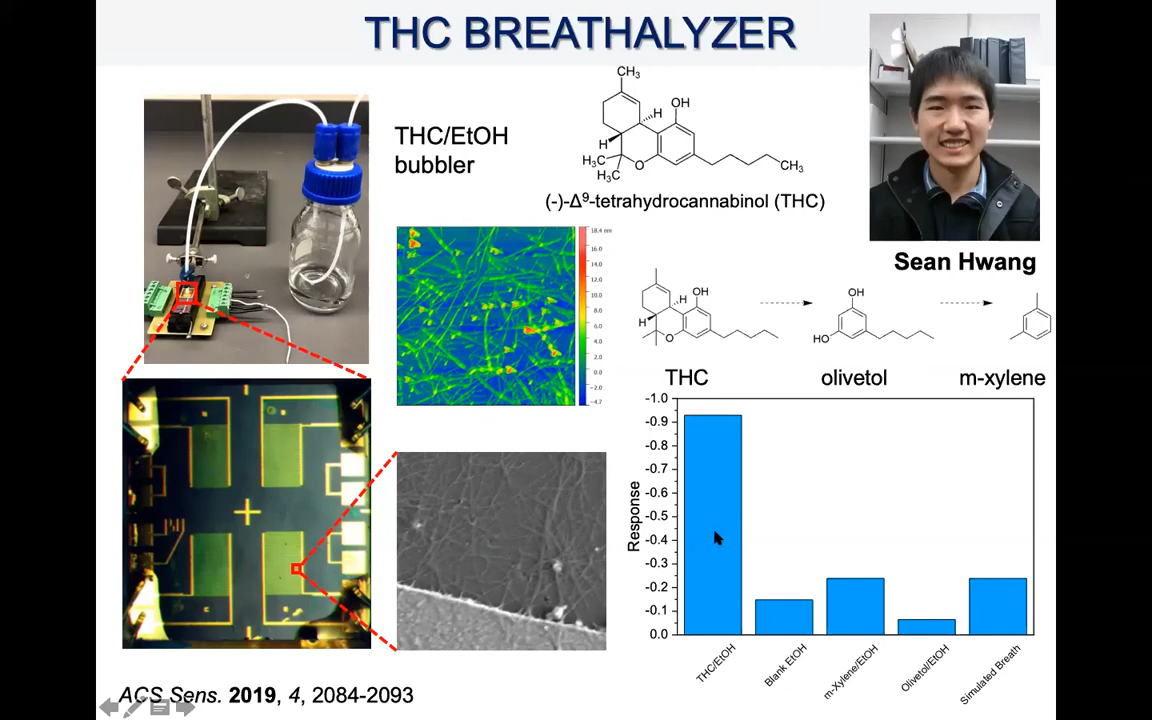 THC BREATHALYZER
THC/EtOH
bubbler
CH₃
OH
H
H
H₃C
H₃C
O
CH₃
(-)-Δ⁹-tetrahydrocannabinol (THC)
Sean Hwang
18.4 nm
16.0
14.0
12.0
10.0
8.0
6.0
4.0
2.0
0.0
−2.0
−4.7
OH
H
H
O
OH
HO
THC
olivetol
m-xylene
Response
-1.0
-0.9
-0.8
-0.7
-0.6
-0.5
-0.4
-0.3
-0.2
-0.1
0.0
THC/EtOH
Blank EtOH
m-Xylene/EtOH
Olivetol/EtOH
Simulated Breath
ACS Sens. 2019, 4, 2084-2093